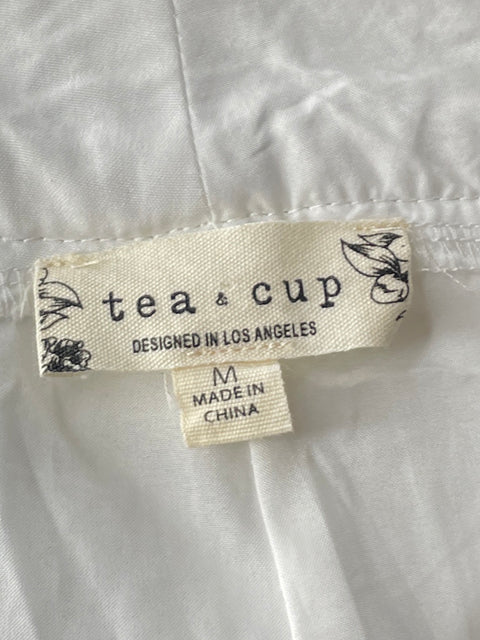 tea & cup
DESIGNED IN LOS ANGELES
M
MADE IN
CHINA